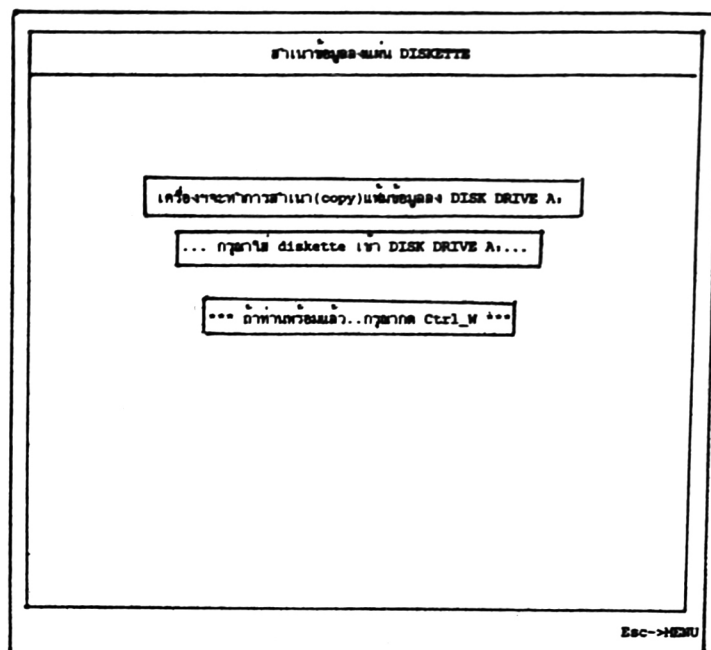 สำเนาข้อมูลลงแผ่น DISKETTE
เครื่องฯจะทำการสำเนา(copy)แฟ้มข้อมูลลง DISK DRIVE A:
... กรุณาใส่ diskette เข้า DISK DRIVE A:...
*** ถ้าท่านพร้อมแล้ว..กรุณากด Ctrl_W ***
Esc->MENU